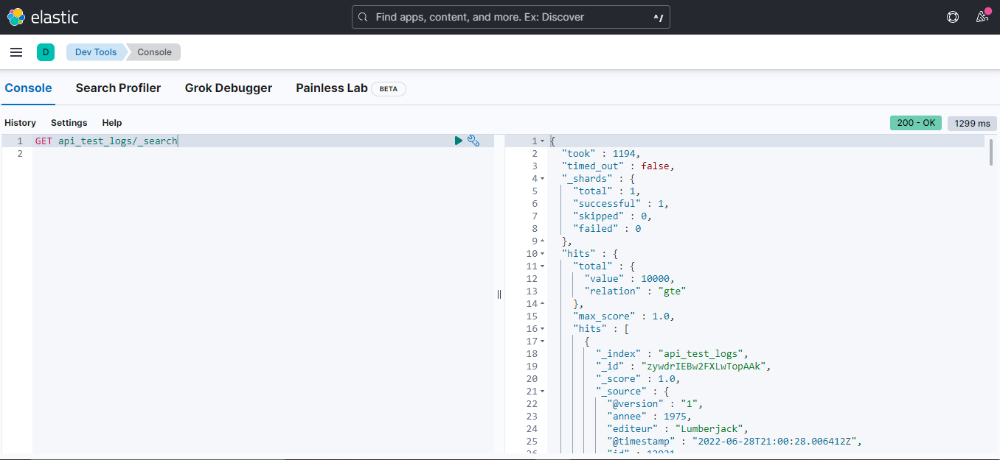 elastic
Find apps, content, and more. Ex: Discover
^/
D
Dev Tools
Console
Console
Search Profiler
Grok Debugger
Painless Lab
BETA
History
Settings
Help
200 - OK
1299 ms
1 GET api_test_logs/_search
2
1 {
2 "took" : 1194,
3 "timed_out" : false,
4 "_shards" : {
5 "total" : 1,
6 "successful" : 1,
7 "skipped" : 0,
8 "failed" : 0
9 },
10 "hits" : {
11 "total" : {
12 "value" : 10000,
13 "relation" : "gte"
14 },
15 "max_score" : 1.0,
16 "hits" : [
17 {
18 "_index" : "api_test_logs",
19 "_id" : "zywdrIEBw2FXLwTopAAk",
20 "_score" : 1.0,
21 "_source" : {
22 "@version" : "1",
23 "annee" : 1975,
24 "editeur" : "Lumberjack",
25 "@timestamp" : "2022-06-28T21:00:28.006412Z",